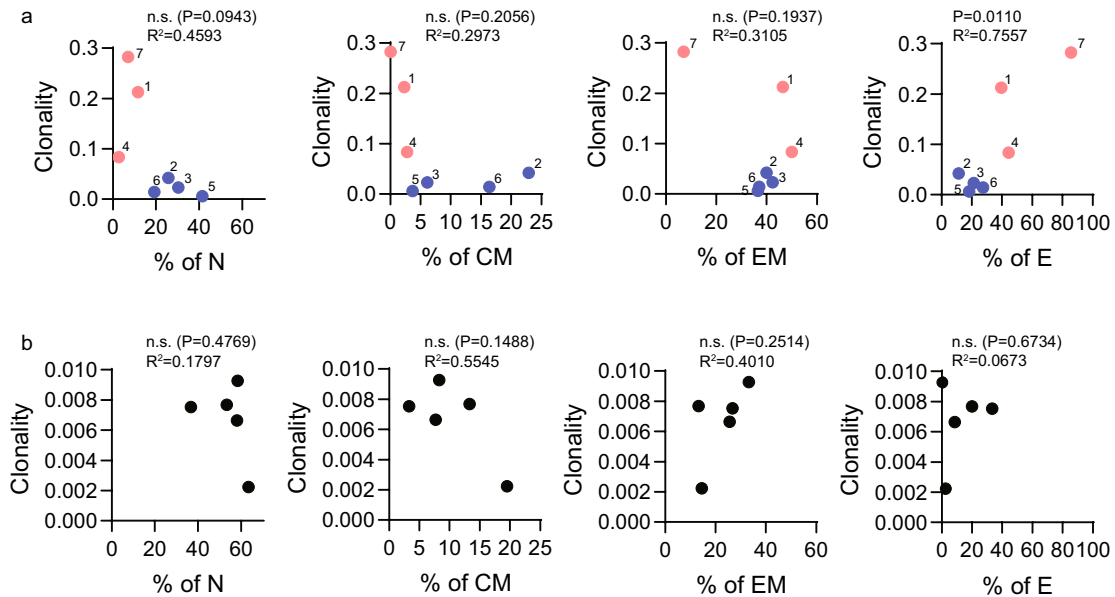 a
n.s. (P=0.0943)
R²=0.4593
Clonality
0.3
0.2
0.1
0.0
7
1
4
6
2
3
5
0 20 40 60
% of N
n.s. (P=0.2056)
R²=0.2973
Clonality
0.3
0.2
0.1
0.0
7
1
4
5
3
6
2
0 5 10 15 20 25
% of CM
n.s. (P=0.1937)
R²=0.3105
Clonality
0.3
0.2
0.1
0.0
7
1
4
2
6
3
5
0 20 40 60
% of EM
P=0.0110
R²=0.7557
Clonality
0.3
0.2
0.1
0.0
7
1
4
2
3
6
5
0 20 40 60 80 100
% of E
b
n.s. (P=0.4769)
R²=0.1797
Clonality
0.010
0.008
0.006
0.004
0.002
0.000
0 20 40 60
% of N
n.s. (P=0.1488)
R²=0.5545
Clonality
0.010
0.008
0.006
0.004
0.002
0.000
0 5 10 15 20 25
% of CM
n.s. (P=0.2514)
R²=0.4010
Clonality
0.010
0.008
0.006
0.004
0.002
0.000
0 20 40 60
% of EM
n.s. (P=0.6734)
R²=0.0673
Clonality
0.010
0.008
0.006
0.004
0.002
0.000
0 20 40 60 80 100
% of E